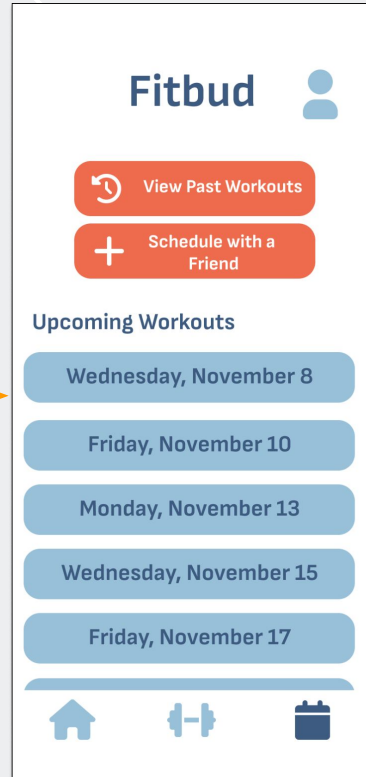 Fitbud
View Past Workouts
Schedule with a
Friend
Upcoming Workouts
Wednesday, November 8
Friday, November 10
Monday, November 13
Wednesday, November 15
Friday, November 17